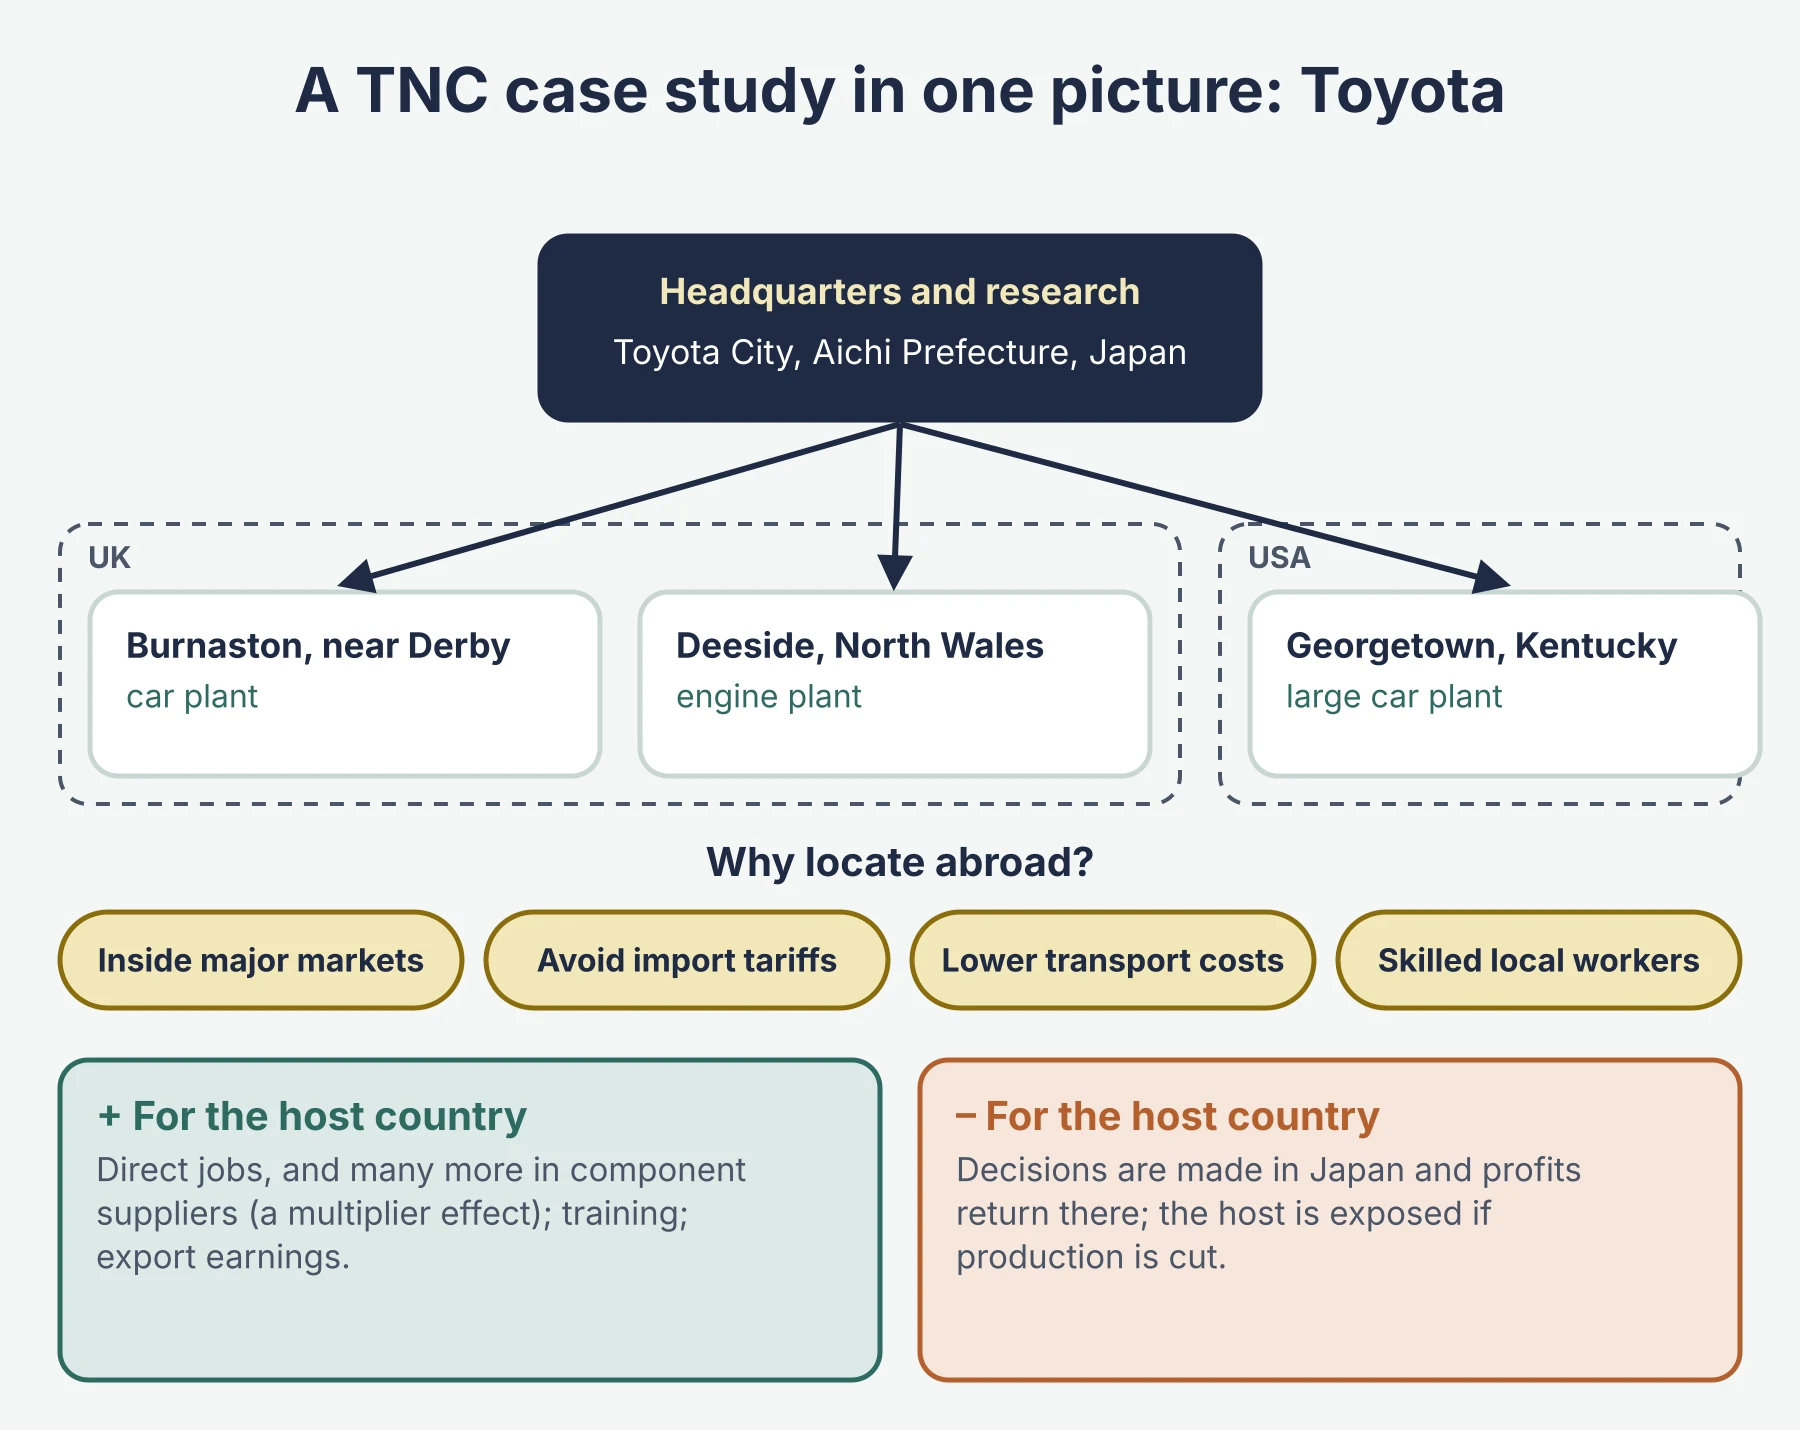 A TNC case study in one picture: Toyota
Headquarters and research
Toyota City, Aichi Prefecture, Japan
UK
Burnaston, near Derby
car plant
Deeside, North Wales
engine plant
USA
Georgetown, Kentucky
large car plant
Why locate abroad?
Inside major markets
Avoid import tariffs
Lower transport costs
Skilled local workers
+ For the host country
Direct jobs, and many more in component
suppliers (a multiplier effect); training;
export earnings.
– For the host country
Decisions are made in Japan and profits
return there; the host is exposed if
production is cut.